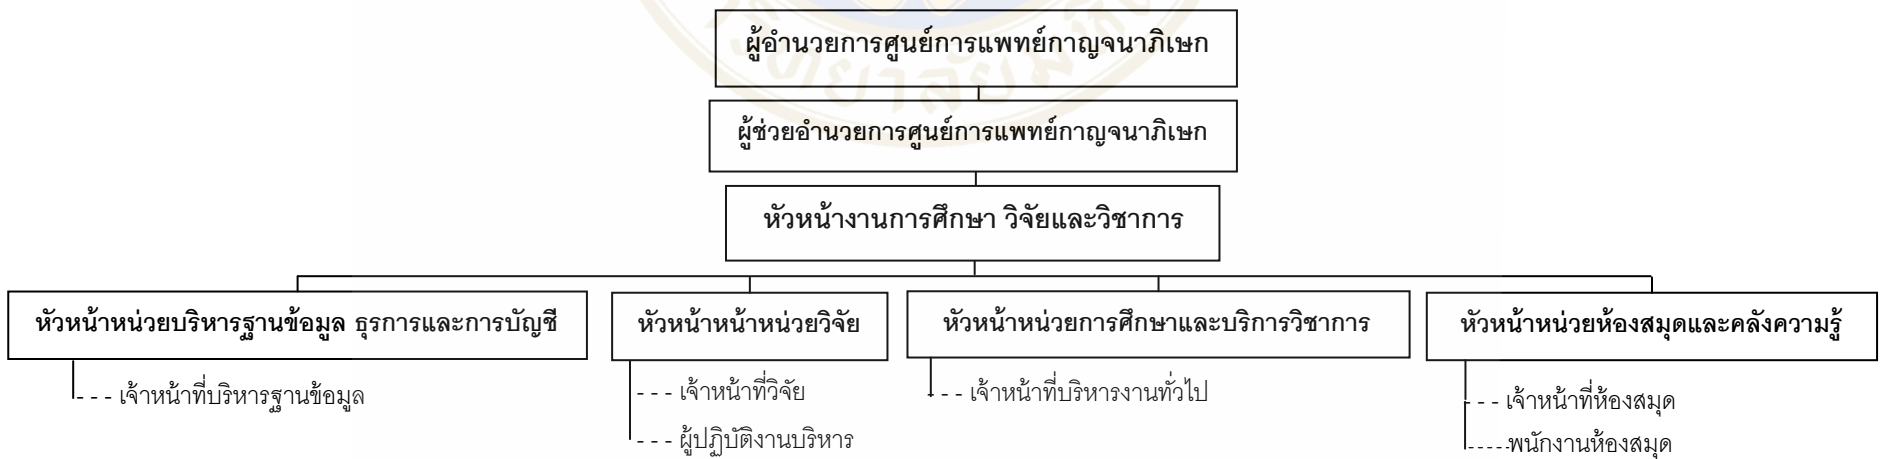 ผู้อำนวยการศูนย์การแพทย์กาญจนาภิเษก
ผู้ช่วยอำนวยการศูนย์การแพทย์กาญจนาภิเษก
หัวหน้างานการศึกษา วิจัยและวิชาการ
หัวหน้าหน่วยบริหารฐานข้อมูล ธุรการและการบัญชี
- - - เจ้าหน้าที่บริหารฐานข้อมูล
หัวหน้าหน้าหน่วยวิจัย
- - - เจ้าหน้าที่วิจัย
- - - ผู้ปฏิบัติงานบริหาร
หัวหน้าหน่วยการศึกษาและบริการวิชาการ
- - - เจ้าหน้าที่บริหารงานทั่วไป
หัวหน้าหน่วยห้องสมุดและคลังความรู้
- - - เจ้าหน้าที่ห้องสมุด
-----พนักงานห้องสมุด